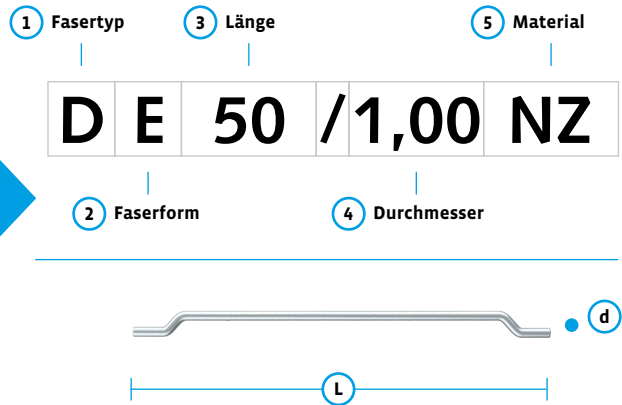 1 Fasertyp 3 Länge 5 Material
D E 50 /1,00 NZ
2 Faserform 4 Durchmesser
d
L